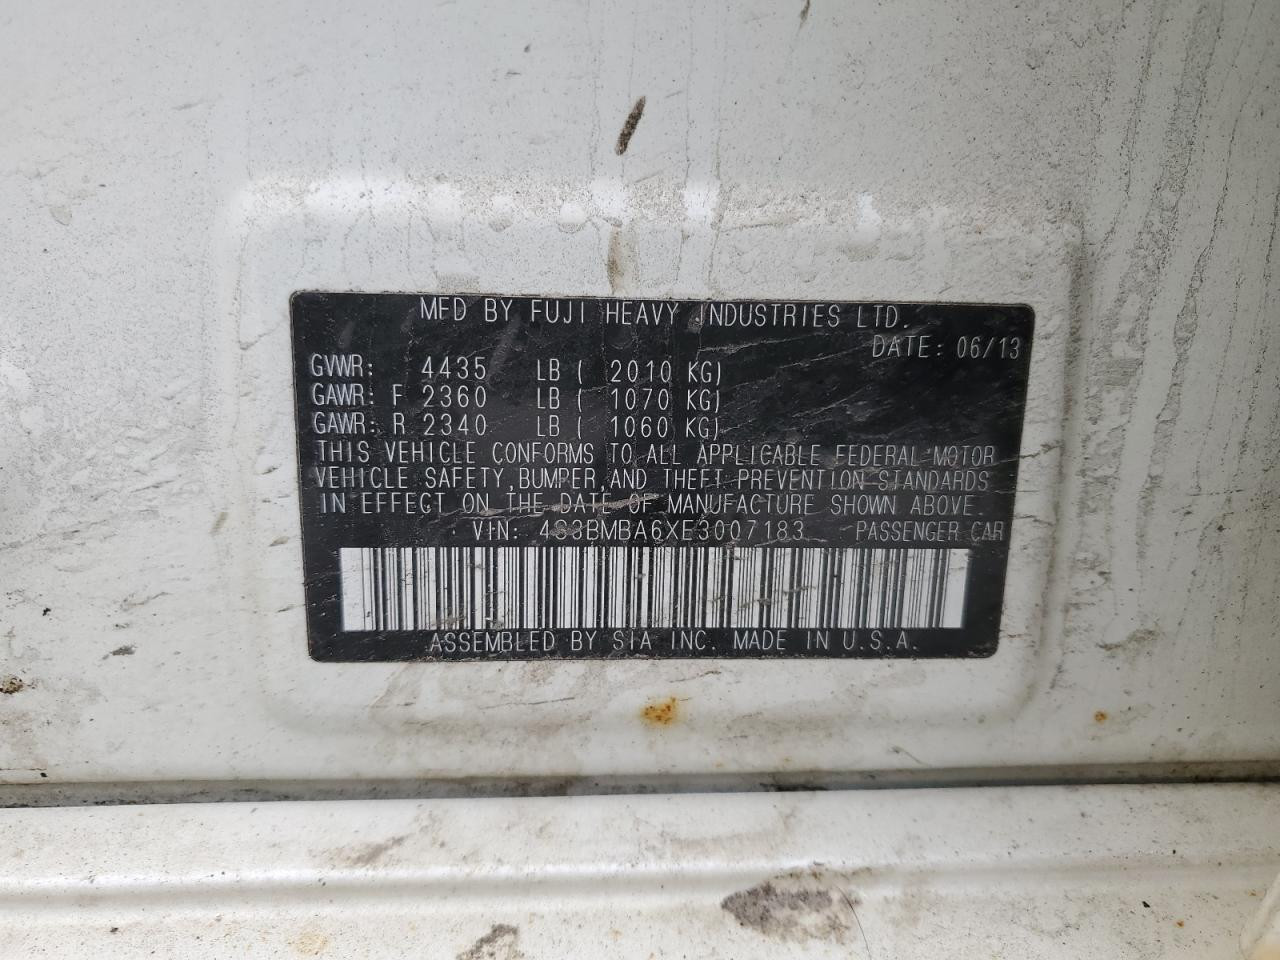 MFD BY FUJI HEAVY INDUSTRIES LTD.
DATE: 06/13
GVWR: 4435 LB ( 2010 KG)
GAWR: F 2360 LB ( 1070 KG)
GAWR: R 2340 LB ( 1060 KG)
THIS VEHICLE CONFORMS TO ALL APPLICABLE FEDERAL MOTOR
VEHICLE SAFETY, BUMPER, AND THEFT PREVENTION STANDARDS
IN EFFECT ON THE DATE OF MANUFACTURE SHOWN ABOVE.
VIN: 4S3BMBA6XE3007183 PASSENGER CAR
ASSEMBLED BY SIA INC. MADE IN U.S.A.